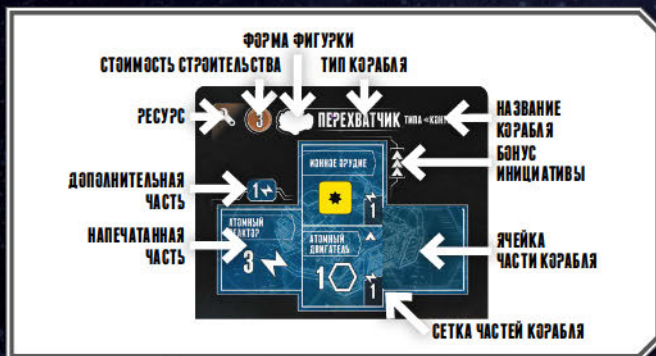 ФОРМА ФИГУРКИ
СТОИМОСТЬ СТРОИТЕЛЬСТВА
ТИП КОРАБЛЯ
РЕСУРС
3
ПЕРЕХВАТЧИК ТИПА
НАЗВАНИЕ
КОРАБЛЯ
БОНУС
ИНИЦИАТИВЫ
ИОННОЕ ОРУДИЕ
ДОПОЛНИТЕЛЬНАЯ
ЧАСТЬ
1
1
НАПЕЧАТАННАЯ
ЧАСТЬ
АТОМНЫЙ
РЕАКТОР
3
АТОМНЫЙ
ДВИГАТЕЛЬ
1
1
ЯЧЕЙКА
ЧАСТИ КОРАБЛЯ
СЕТКА ЧАСТЕЙ КОРАБЛЯ